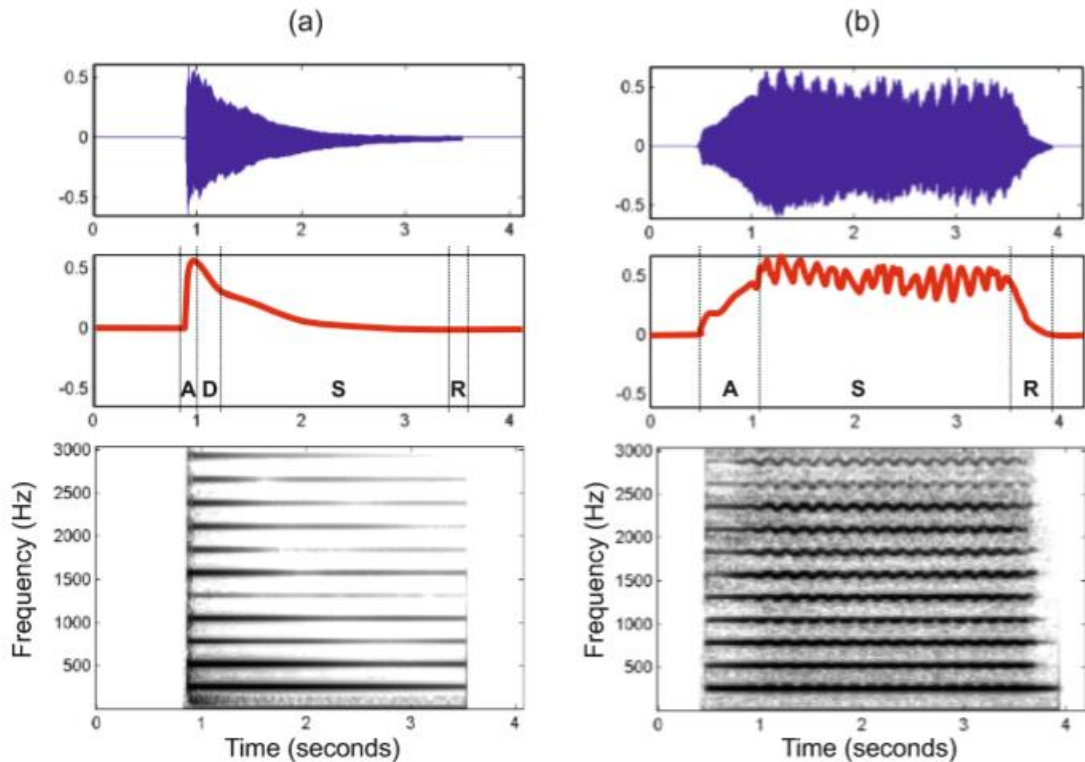 (a) (b)
0.5 0.5
0 0
-0.5 -0.5
0 1 2 3 4 0 1 2 3 4
0.5 0.5
0 0
A D S R A S R
-0.5 -0.5
0 1 2 3 4 0 1 2 3 4
3000 3000
2500 2500
2000 2000
1500 1500
1000 1000
500 500
Frequency (Hz) Frequency (Hz)
0 1 2 3 4 0 1 2 3 4
Time (seconds) Time (seconds)